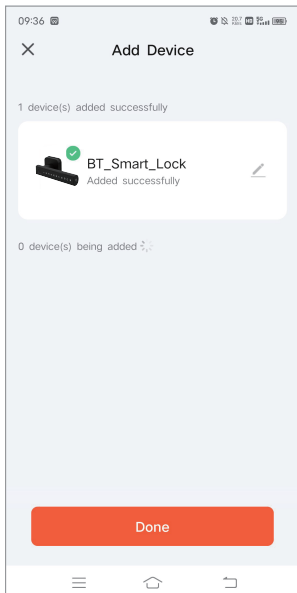 09:36
Add Device
1 device(s) added successfully
BT_Smart_Lock
Added successfully
0 device(s) being added
Done